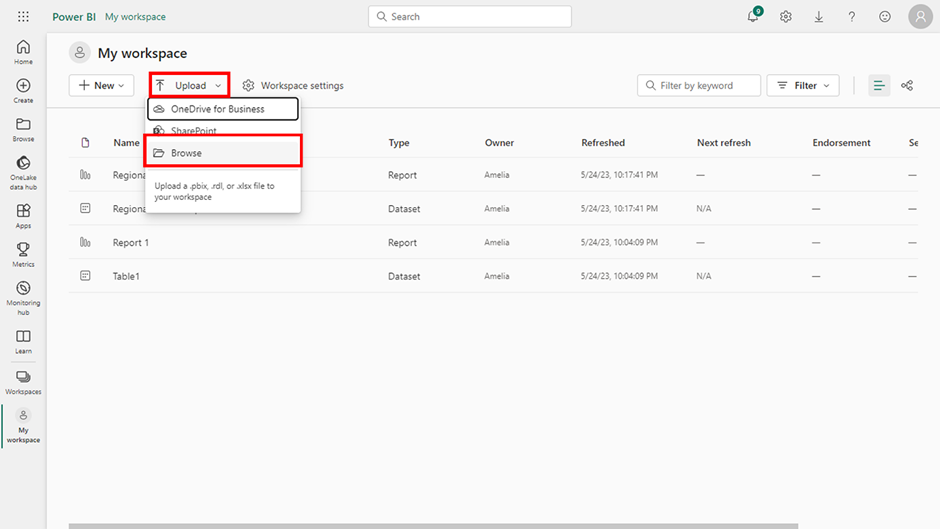 Power BI My workspace
Search
9
Home
Create
Browse
OneLake
data hub
Apps
Metrics
Monitoring
hub
Learn
Workspaces
My
workspace
My workspace
New
Upload
Workspace settings
Filter by keyword
Filter
OneDrive for Business
SharePoint
Browse
Upload a .pbix, .rdl, or .xlsx file to
your workspace
Name Type Owner Refreshed Next refresh Endorsement Se
Regiona Report Amelia 5/24/23, 10:17:41 PM — — —
Regiona Dataset Amelia 5/24/23, 10:17:41 PM N/A — —
Report 1 Report Amelia 5/24/23, 10:04:09 PM — — —
Table1 Dataset Amelia 5/24/23, 10:04:09 PM N/A — —